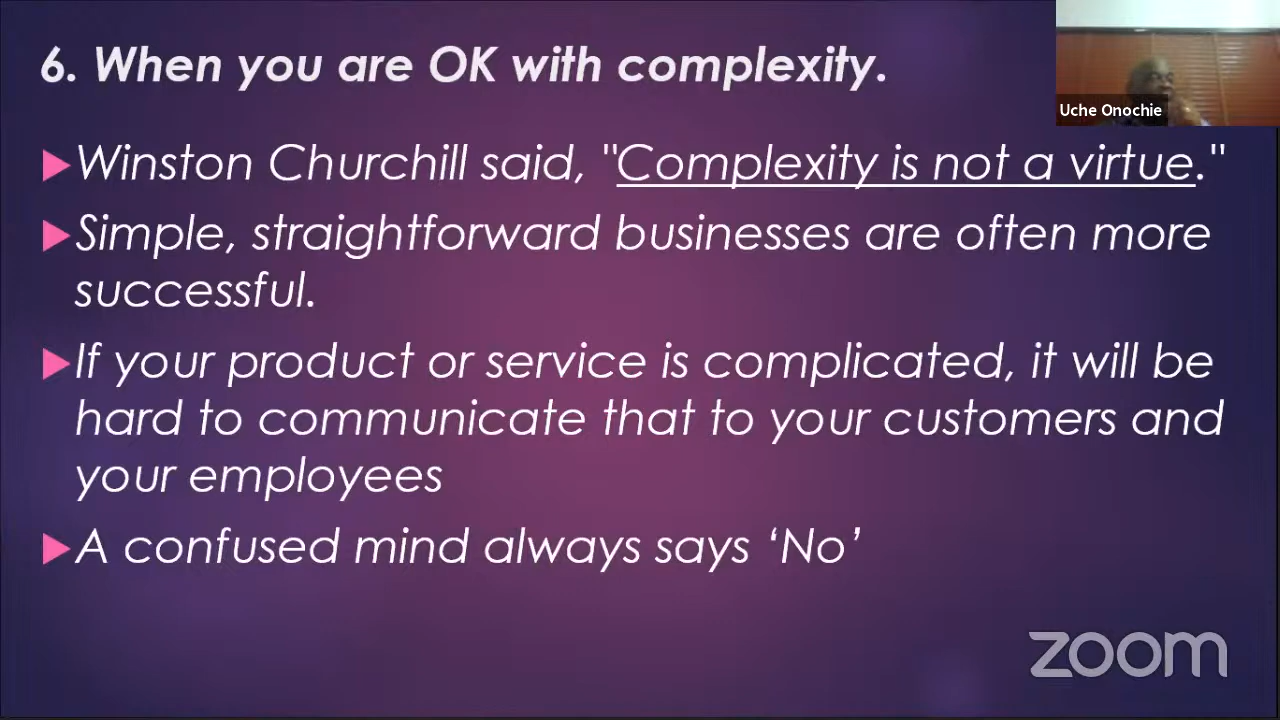 6. When you are OK with complexity.
Uche Onochie
Winston Churchill said, "Complexity is not a virtue."
Simple, straightforward businesses are often more
successful.
If your product or service is complicated, it will be
hard to communicate that to your customers and
your employees
A confused mind always says ‘No’
zoom